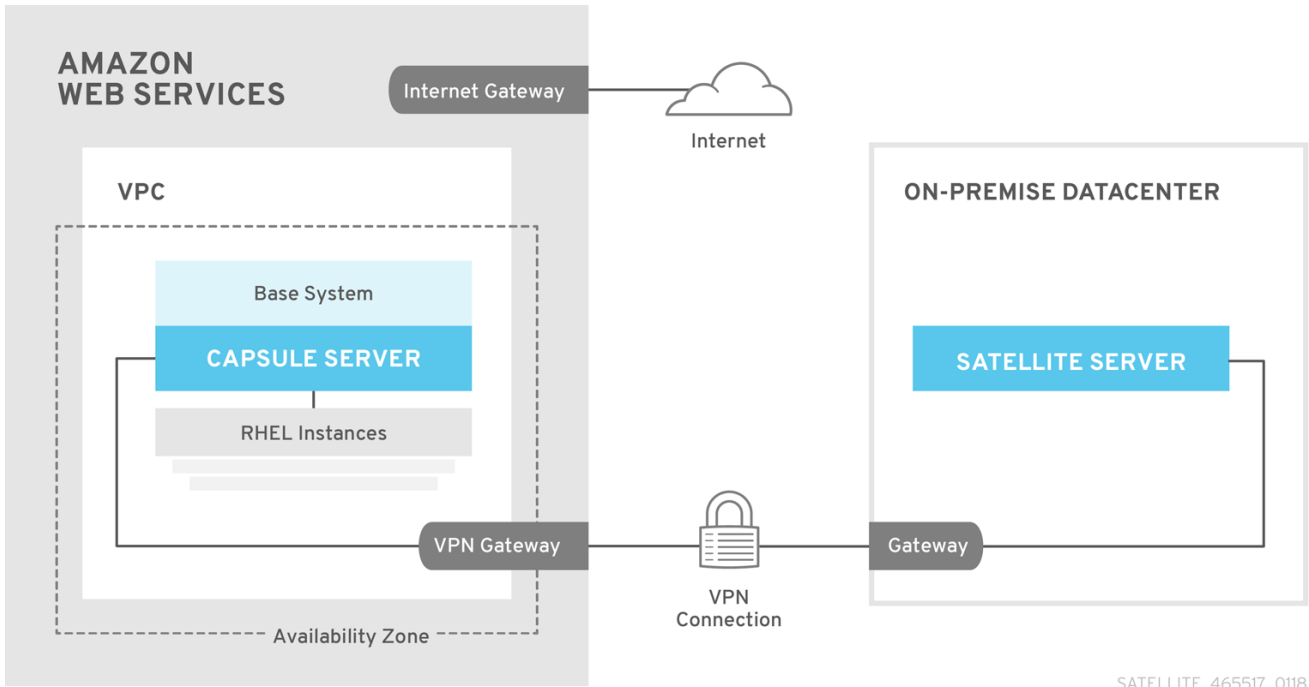 AMAZON
WEB SERVICES
Internet Gateway
Internet
VPC
ON-PREMISE DATACENTER
Base System
CAPSULE SERVER
SATELLITE SERVER
RHEL Instances
VPN Gateway
Gateway
VPN
Connection
Availability Zone
SATELLITE_465517_0118